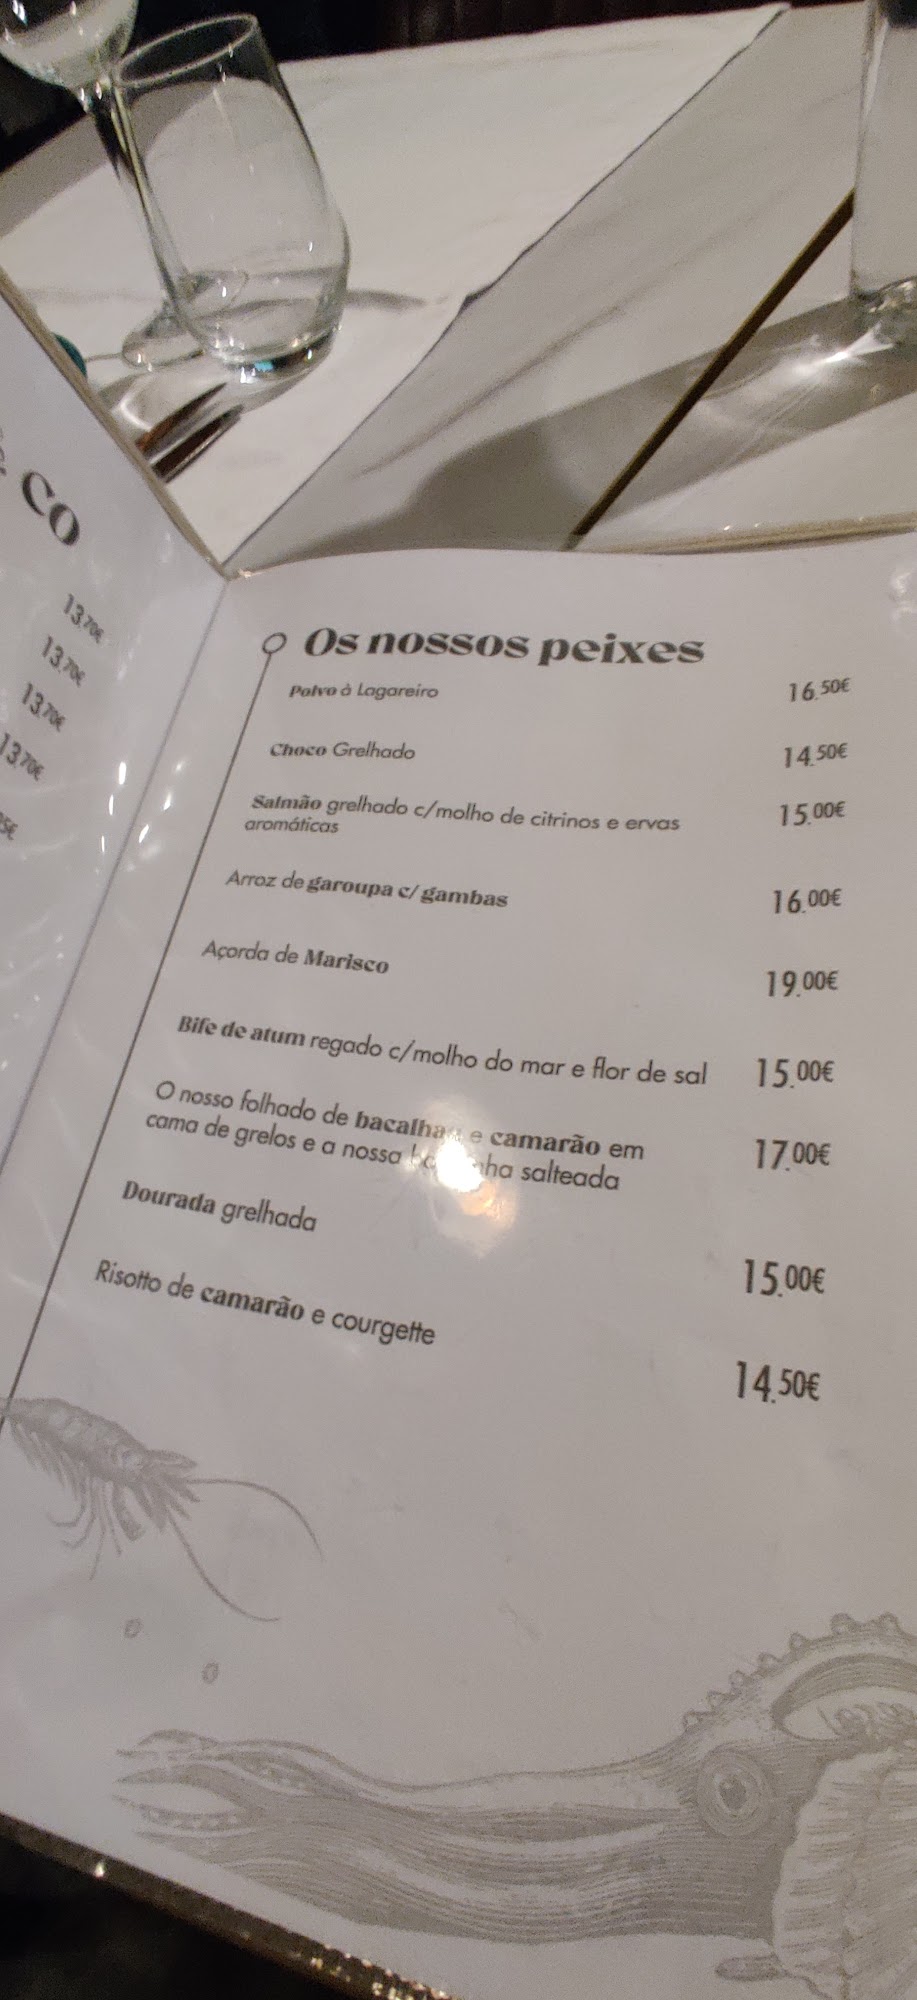 co
13.70€
13.70€
13.70€
13.70€
5€
Os nossos peixes
Polvo à Lagareiro 16.50€
Choco Grelhado 14.50€
Salmão grelhado c/molho de citrinos e ervas 15.00€
aromáticas
Arroz de garoupa c/ gambas 16.00€
Açorda de Marisco 19.00€
Bife de atum regado c/molho do mar e flor de sal 15.00€
O nosso folhado de bacalhau e camarão em 17.00€
cama de grelos e a nossa salteada
Dourada grelhada 15.00€
Risotto de camarão e courgette 14.50€